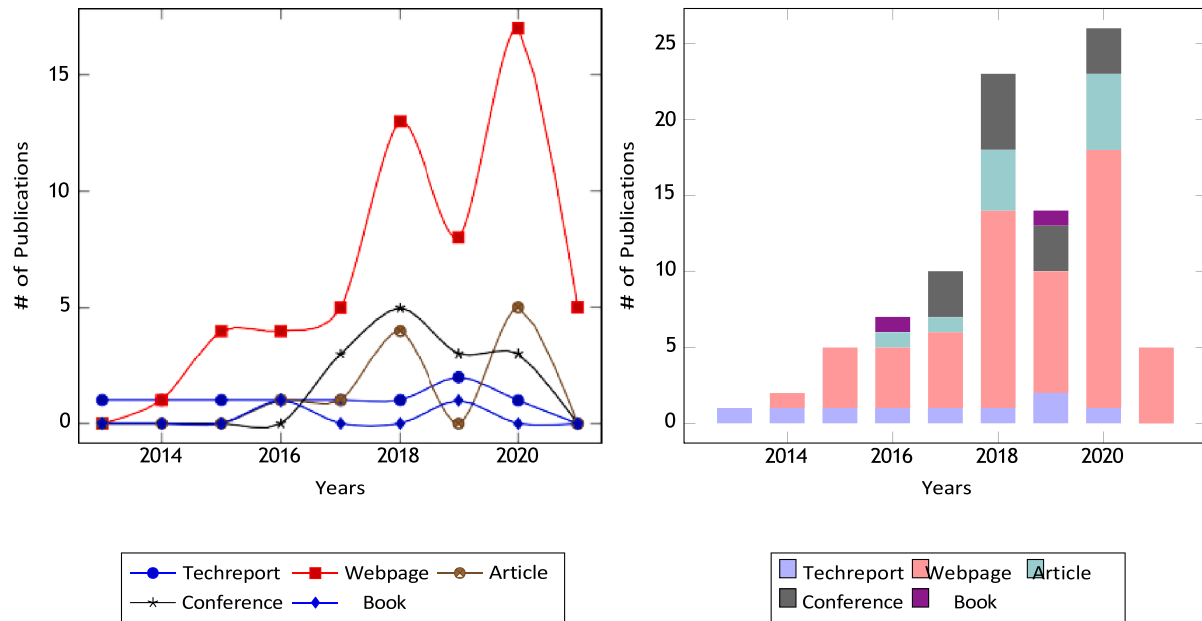 15
10
5
0
# of Publications
2014 2016 2018 2020
Years
Techreport Webpage Article
Conference Book
25
20
15
10
5
0
# of Publications
2014 2016 2018 2020
Years
Techreport Webpage Article
Conference Book